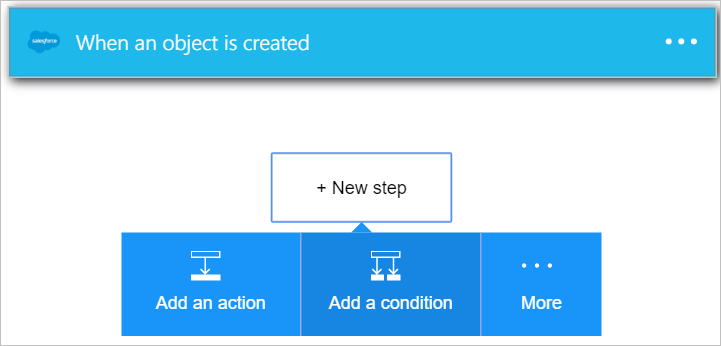 salesforce
When an object is created
+ New step
Add an action
Add a condition
More